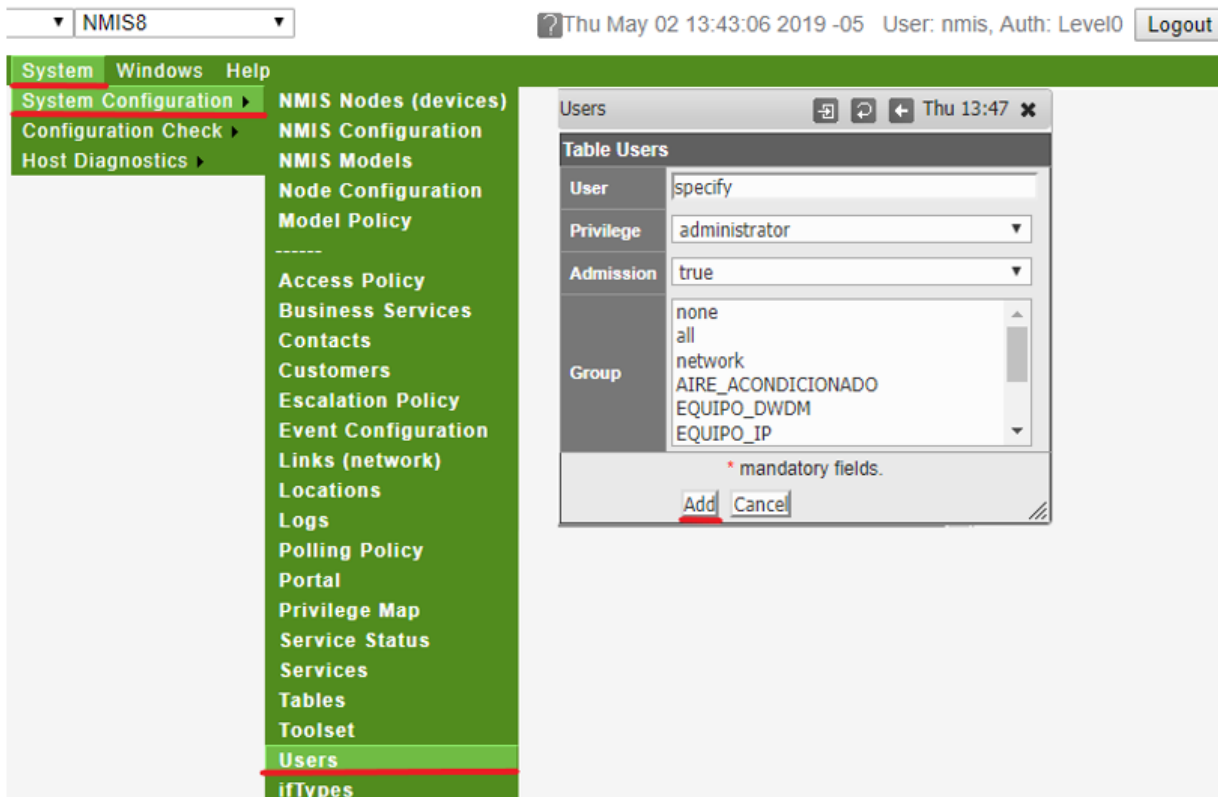 NMIS8
?Thu May 02 13:43:06 2019 -05 User: nmis, Auth: Level0 Logout
System Windows Help
System Configuration
Configuration Check
Host Diagnostics
NMIS Nodes (devices)
NMIS Configuration
NMIS Models
Node Configuration
Model Policy
------
Access Policy
Business Services
Contacts
Customers
Escalation Policy
Event Configuration
Links (network)
Locations
Logs
Polling Policy
Portal
Privilege Map
Service Status
Services
Tables
Toolset
Users
ifTypes
Users Thu 13:47
Table Users
User specify
Privilege administrator
Admission true
Group
none
all
network
AIRE_ACONDICIONADO
EQUIPO_DWDM
EQUIPO_IP
* mandatory fields.
Add Cancel